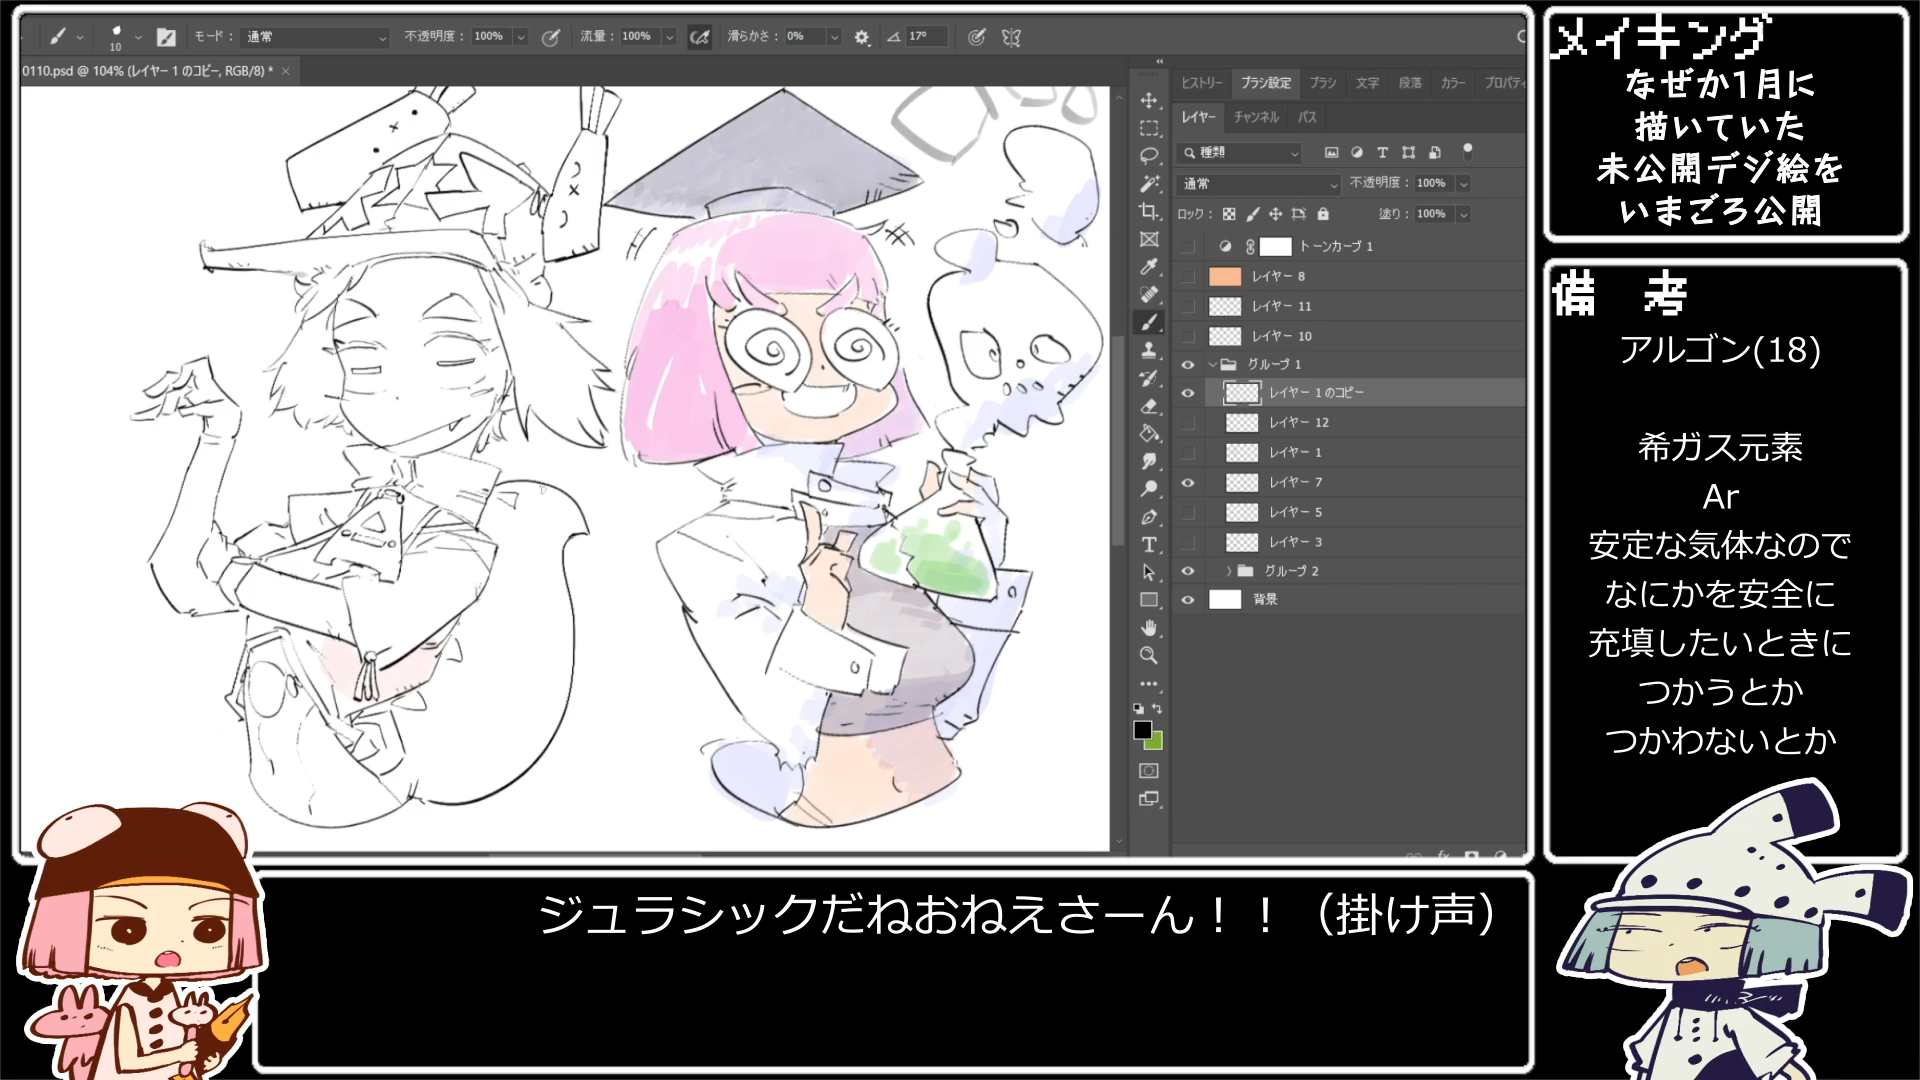 10
モード：
通常
不透明度：
100%
流量：
100%
滑らかさ：
0%
17°
0110.psd @ 104% (レイヤー 1 のコピー, RGB/8) *
ヒストリー
ブラシ設定
ブラシ
文字
段落
カラー
プロパティ
レイヤー
チャンネル
パス
種類
通常
不透明度：
100%
ロック：
塗り：
100%
トーンカーブ 1
レイヤー 8
レイヤー 11
レイヤー 10
グループ 1
レイヤー 1 のコピー
レイヤー 12
レイヤー 1
レイヤー 7
レイヤー 5
レイヤー 3
グループ 2
背景
メイキング
なぜか1月に
描いていた
未公開デジ絵を
いまごろ公開
備 考
アルゴン(18)
希ガス元素
Ar
安定な気体なので
なにかを安全に
充填したいときに
つかうとか
つかわないとか
ジュラシックだねおねえさーん！！（掛け声）